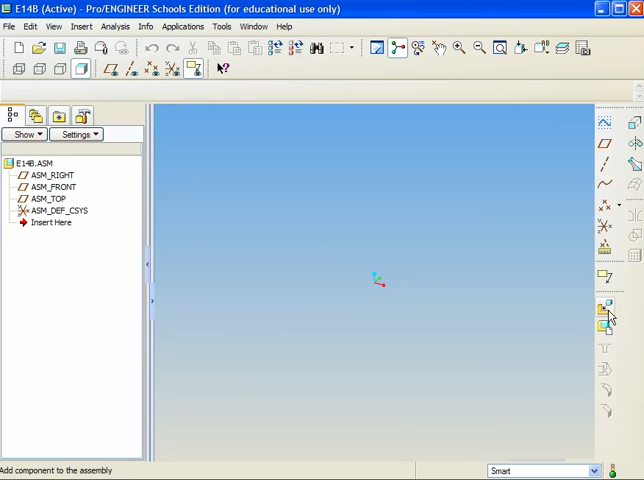 E14B (Active) - Pro/ENGINEER Schools Edition (for educational use only)
File Edit View Insert Analysis Info Applications Tools Window Help
Show Settings
E14B.ASM
ASM_RIGHT
ASM_FRONT
ASM_TOP
ASM_DEF_CSYS
Insert Here
Add component to the assembly
Smart